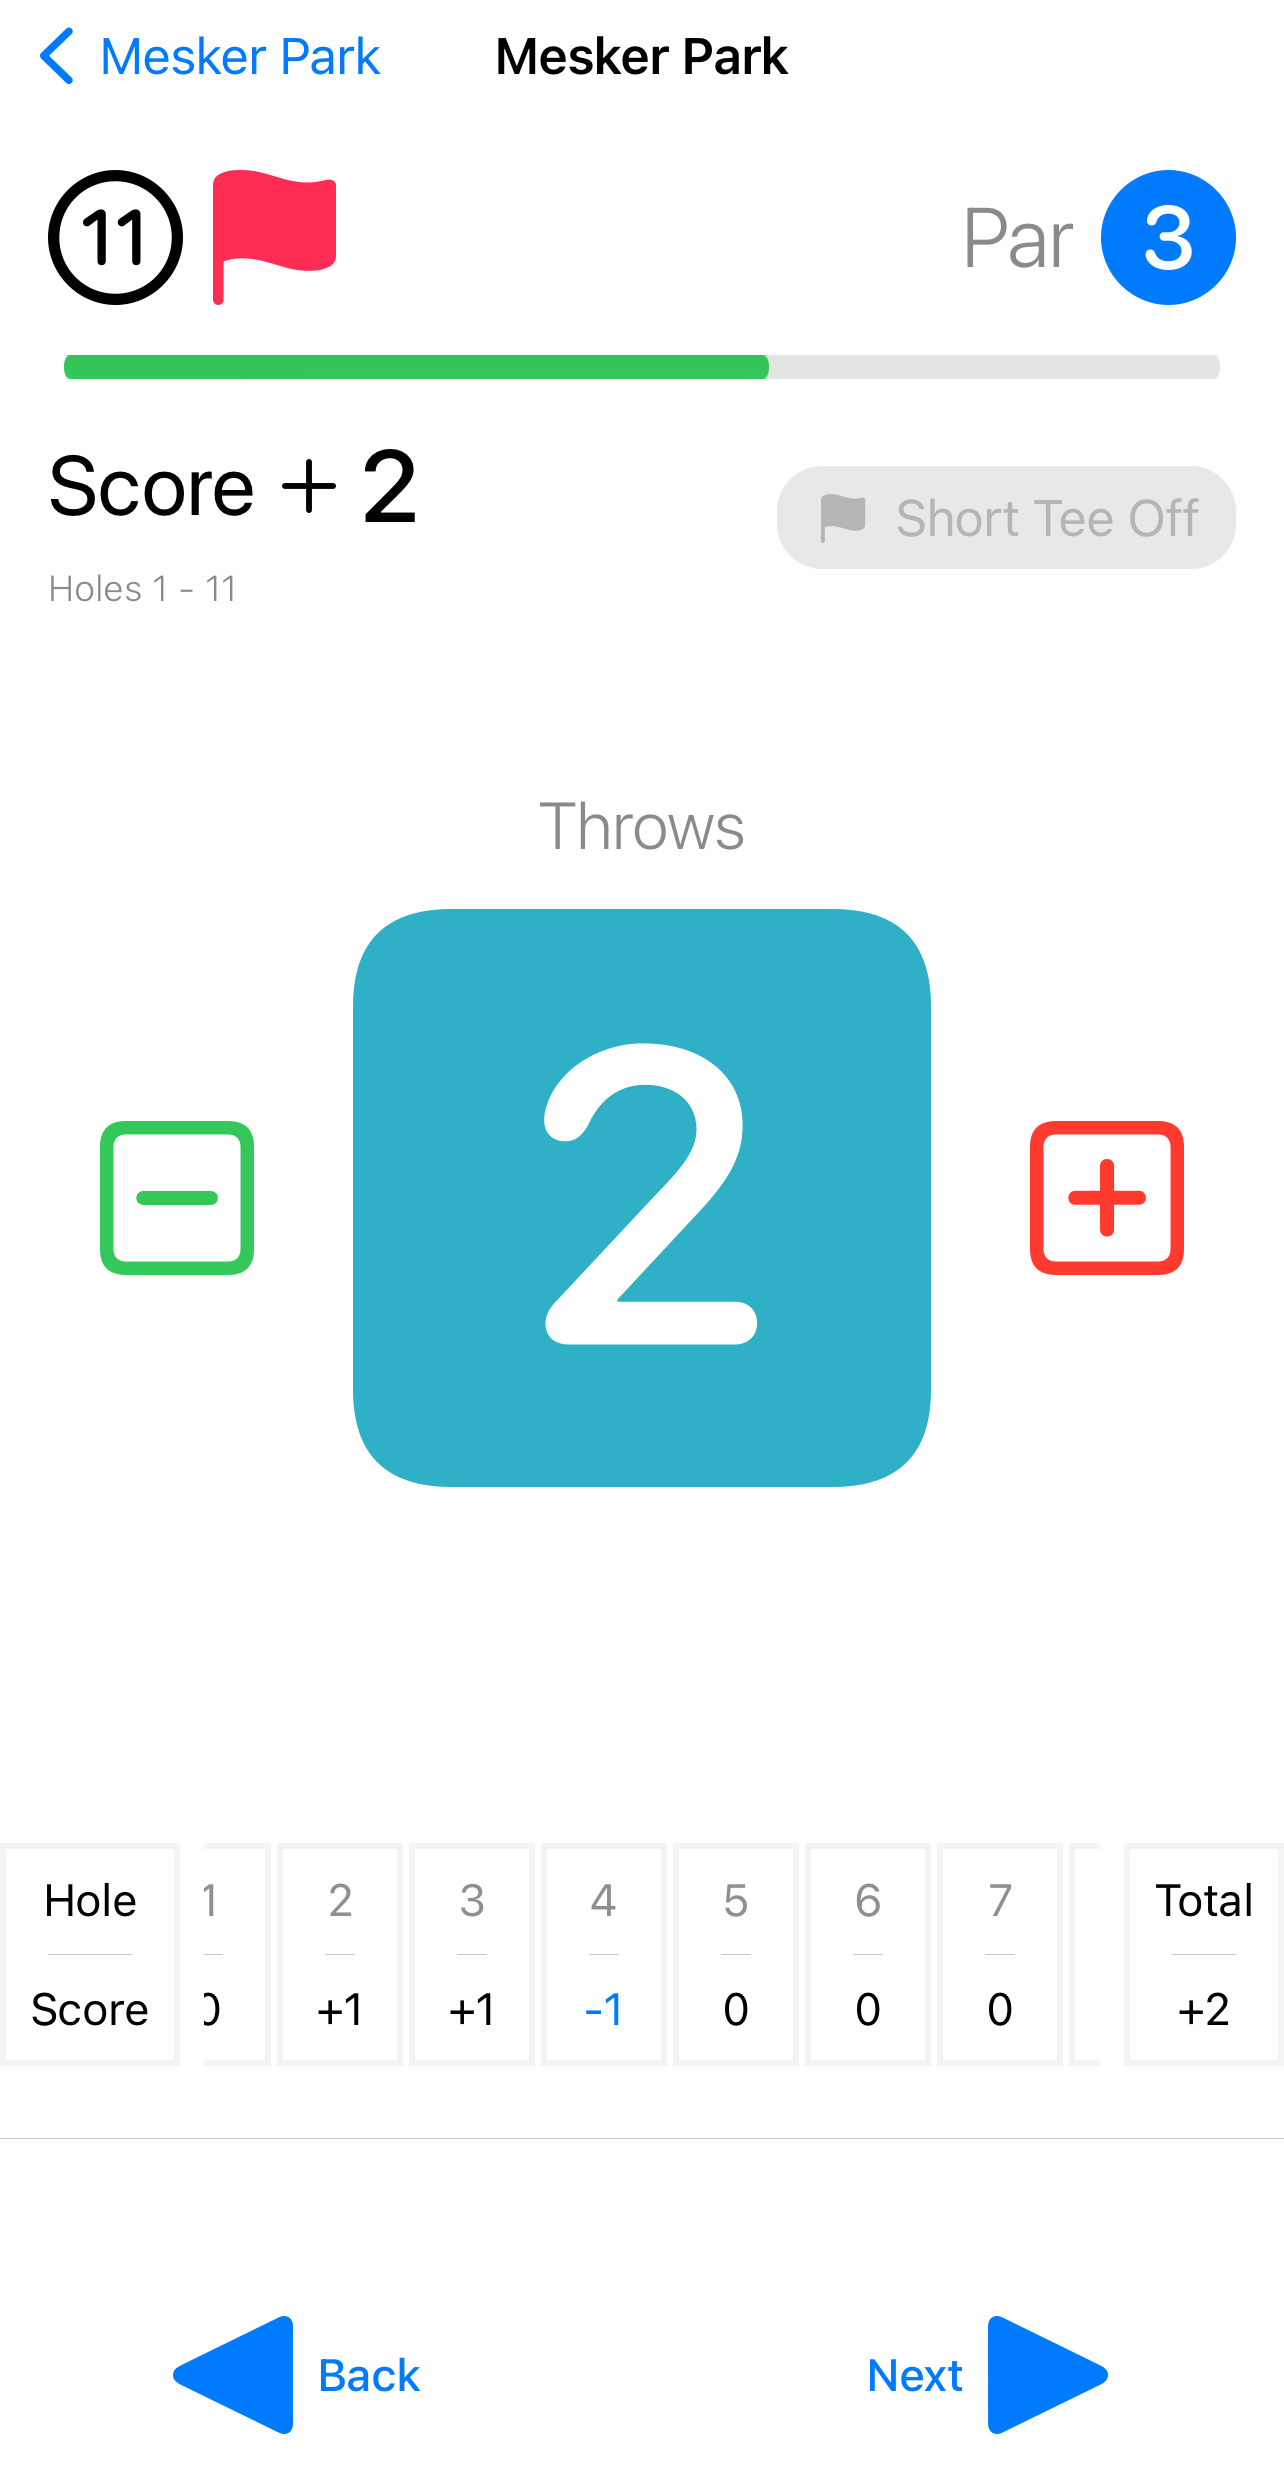 Mesker Park Mesker Park
11 Par 3
Score + 2
Short Tee Off
Holes 1 - 11
Throws
2
Hole 1 2 3 4 5 6 7 Total
Score 0 +1 +1 -1 0 0 0 +2
Back Next